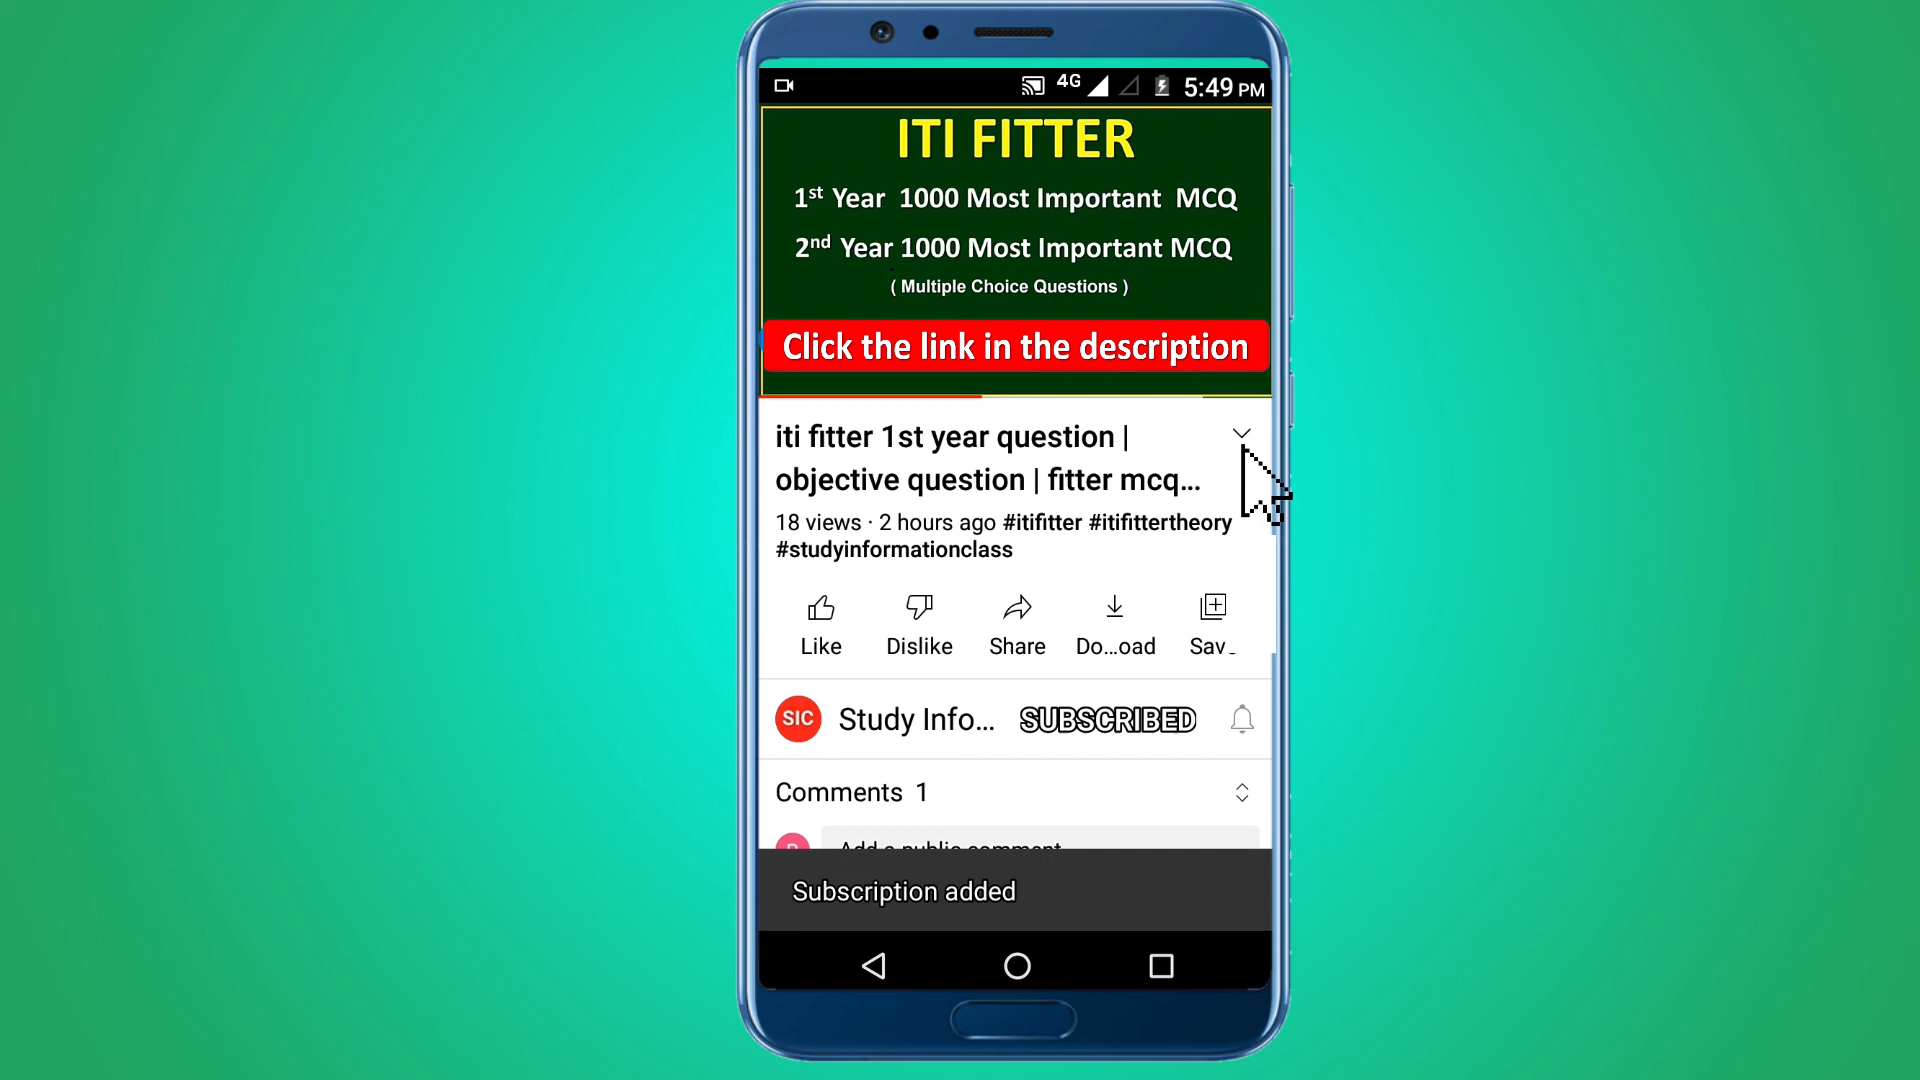 4G 5:49 PM
ITI FITTER
1st Year 1000 Most Important MCQ
2nd Year 1000 Most Important MCQ
( Multiple Choice Questions )
Click the link in the description
iti fitter 1st year question |
objective question | fitter mcq...
18 views · 2 hours ago #itifitter #itifittertheory
#studyinformationclass
Like Dislike Share Do...oad Sav
SIC Study Info... SUBSCRIBED
Comments 1
Add a public comment
Subscription added